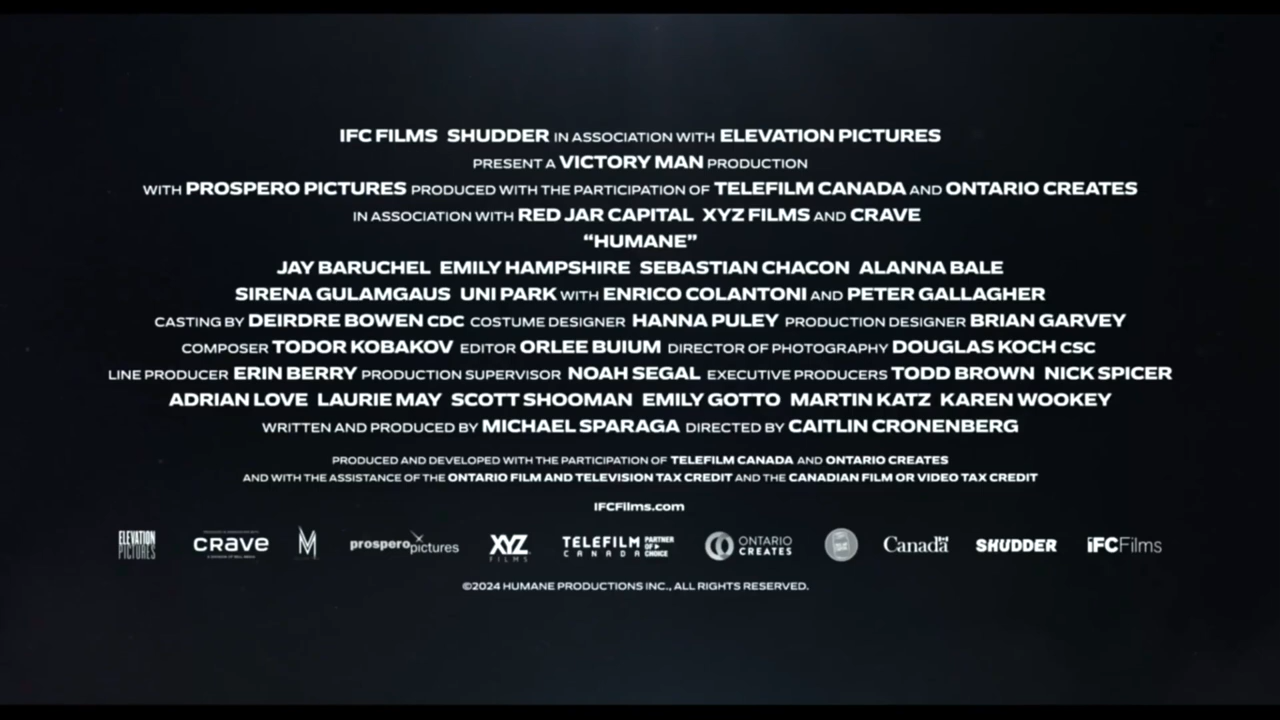 IFC FILMS SHUDDER IN ASSOCIATION WITH ELEVATION PICTURES
PRESENT A VICTORY MAN PRODUCTION
WITH PROSPERO PICTURES PRODUCED WITH THE PARTICIPATION OF TELEFILM CANADA AND ONTARIO CREATES
IN ASSOCIATION WITH RED JAR CAPITAL XYZ FILMS AND CRAVE
“HUMANE”
JAY BARUCHEL EMILY HAMPSHIRE SEBASTIAN CHACON ALANNA BALE
SIRENA GULAMGAUS UNI PARK WITH ENRICO COLANTONI AND PETER GALLAGHER
CASTING BY DEIRDRE BOWEN CDC COSTUME DESIGNER HANNA PULEY PRODUCTION DESIGNER BRIAN GARVEY
COMPOSER TODOR KOBAKOV EDITOR ORLEE BUIUM DIRECTOR OF PHOTOGRAPHY DOUGLAS KOCH CSC
LINE PRODUCER ERIN BERRY PRODUCTION SUPERVISOR NOAH SEGAL EXECUTIVE PRODUCERS TODD BROWN NICK SPICER
ADRIAN LOVE LAURIE MAY SCOTT SHOOMAN EMILY GOTTO MARTIN KATZ KAREN WOOKEY
WRITTEN AND PRODUCED BY MICHAEL SPARAGA DIRECTED BY CAITLIN CRONENBERG
PRODUCED AND DEVELOPED WITH THE PARTICIPATION OF TELEFILM CANADA AND ONTARIO CREATES
AND WITH THE ASSISTANCE OF THE ONTARIO FILM AND TELEVISION TAX CREDIT AND THE CANADIAN FILM OR VIDEO TAX CREDIT
IFCFilms.com
ELEVATION PICTURES
CRAVE
prospero pictures
XYZ FILMS
TELEFILM CANADA PARTNER OF CHOICE
ONTARIO CREATES
Canada
SHUDDER
IFC Films
©2024 HUMANE PRODUCTIONS INC., ALL RIGHTS RESERVED.